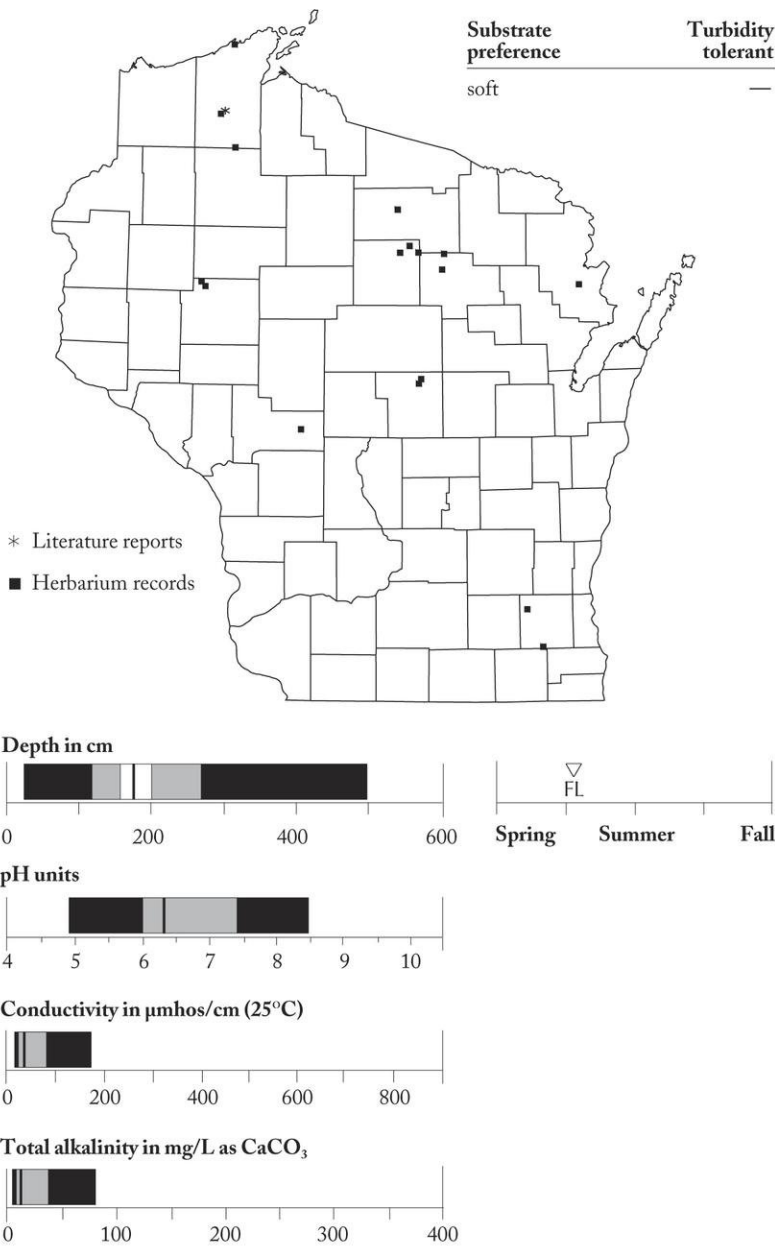 Substrate preference Turbidity tolerant
soft —
* Literature reports
■ Herbarium records
Depth in cm
0 200 400 600
FL
Spring Summer Fall
pH units
4 5 6 7 8 9 10
Conductivity in µmhos/cm (25°C)
0 200 400 600 800
Total alkalinity in mg/L as CaCO₃
0 100 200 300 400